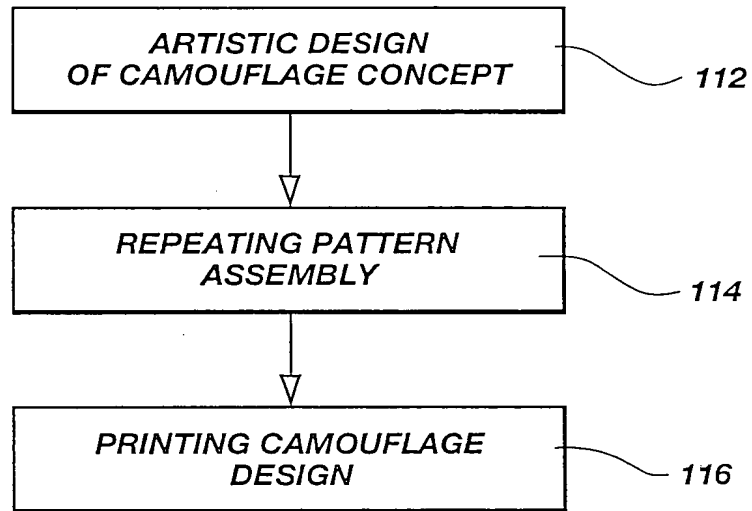 ARTISTIC DESIGN
OF CAMOUFLAGE CONCEPT
112
REPEATING PATTERN
ASSEMBLY
114
PRINTING CAMOUFLAGE
DESIGN
116